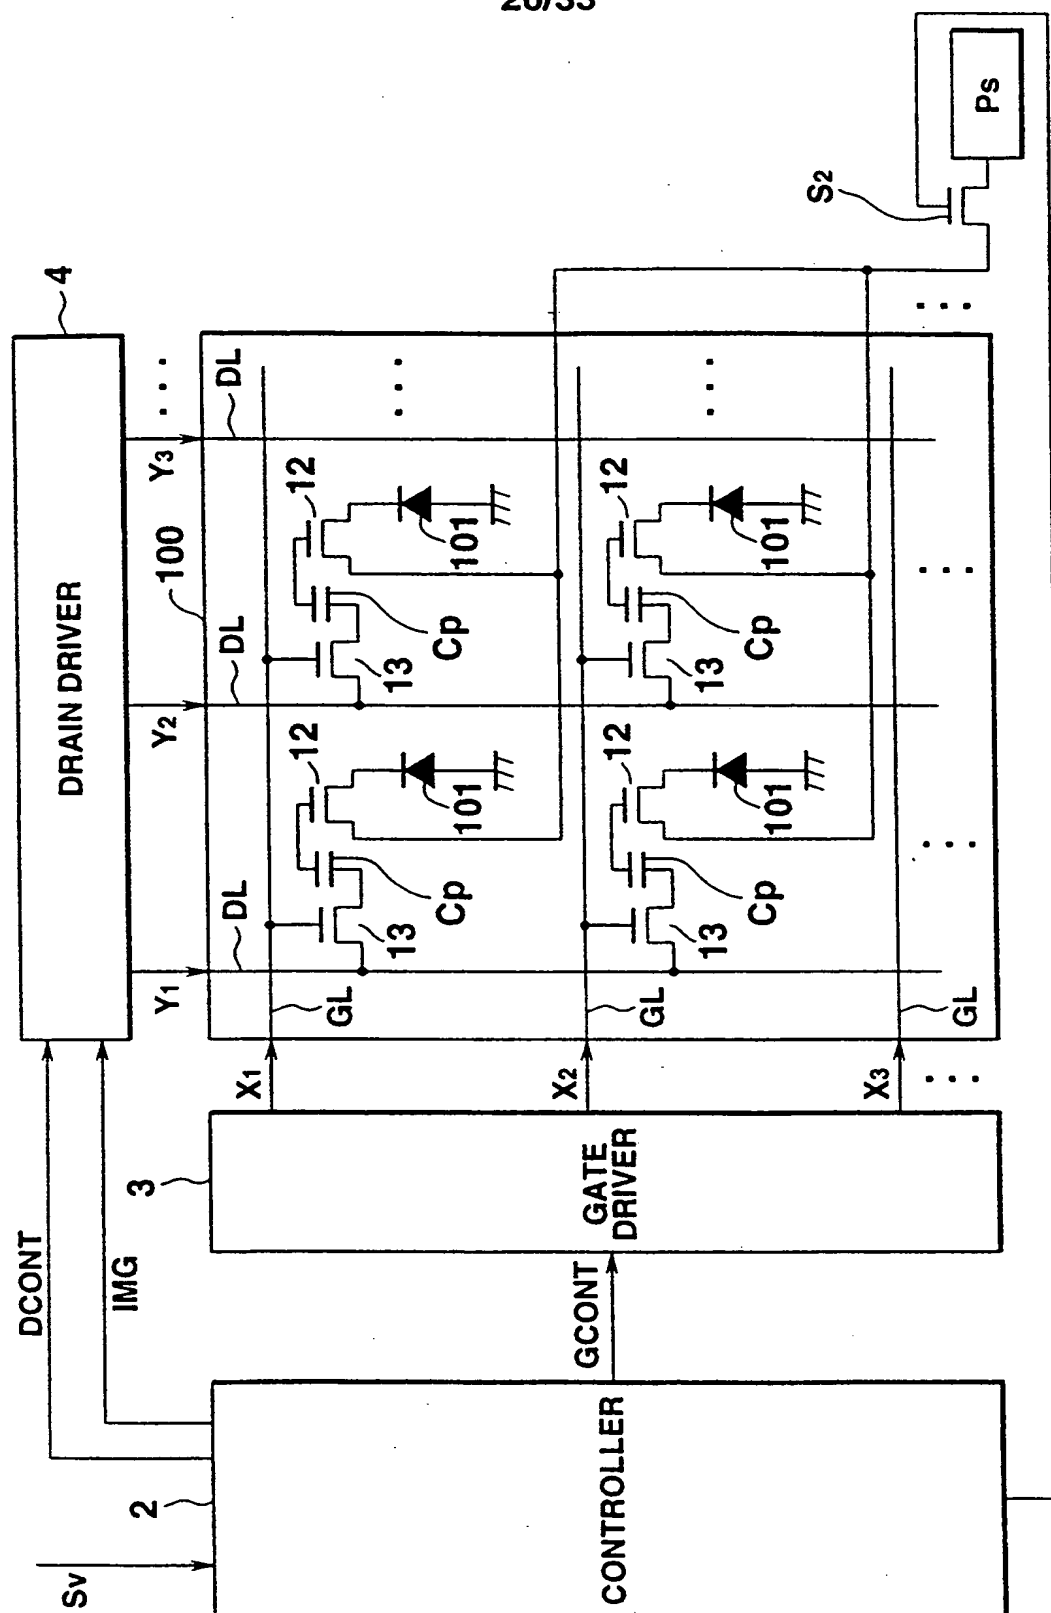 26/33
Ps
S2
4
DRAIN DRIVER
Y1
Y2
Y3
DL
DL
DL
100
12
12
101
101
Cp
Cp
13
13
GL
12
12
101
101
Cp
Cp
13
13
GL
GL
X1
X2
X3
3
GATE
DRIVER
DCONT
IMG
GCONT
2
CONTROLLER
Sv